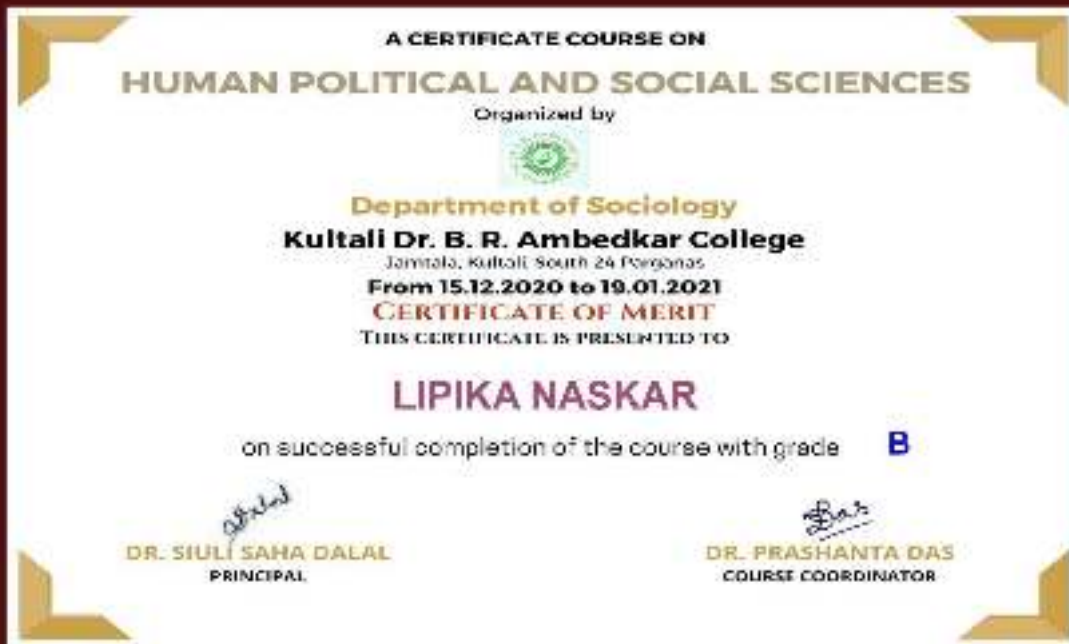 A CERTIFICATE COURSE ON
HUMAN POLITICAL AND SOCIAL SCIENCES
Organized by
Department of Sociology
Kultali Dr. B. R. Ambedkar College
Jamtala, Kultali, South 24 Parganas
From 15.12.2020 to 19.01.2021
CERTIFICATE OF MERIT
THIS CERTIFICATE IS PRESENTED TO
LIPIKA NASKAR
on successful completion of the course with grade B
DR. SIULI SAHA DALAL
PRINCIPAL
Das
DR. PRASHANTA DAS
COURSE COORDINATOR